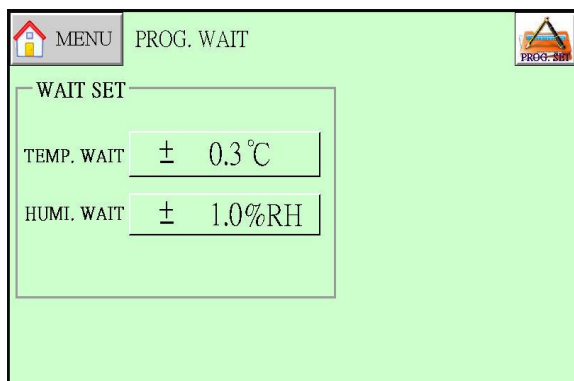 MENU PROG. WAIT
PROG. SET
WAIT SET
TEMP. WAIT ± 0.3℃
HUMI. WAIT ± 1.0%RH